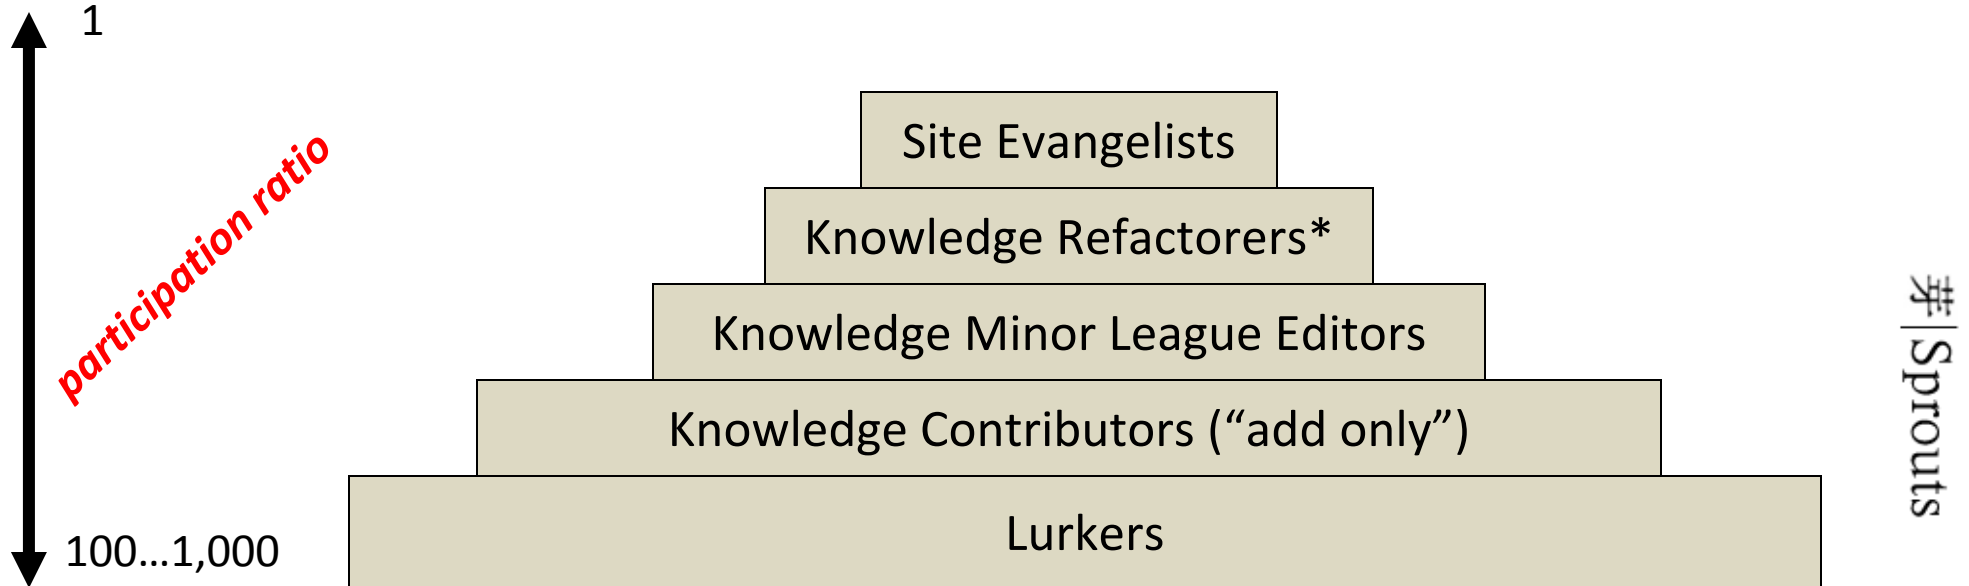 1
participation ratio
100…1,000
Site Evangelists
Knowledge Refactorers*
Knowledge Minor League Editors
Knowledge Contributors (“add only”)
Lurkers
芽|Sprouts